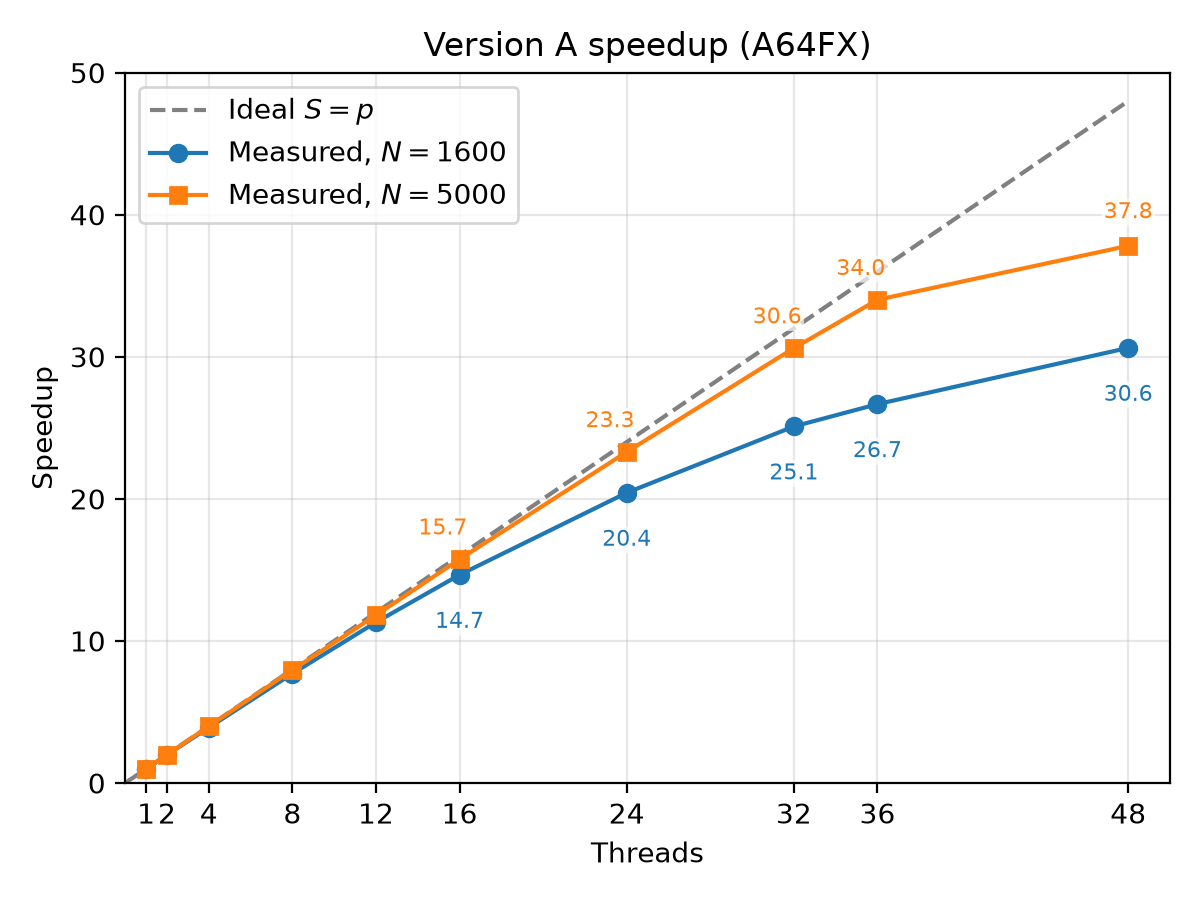 Version A speedup (A64FX)
Ideal S = p
Measured, N = 1600
Measured, N = 5000
50
40
30
20
10
0
Speedup
37.8
34.0
30.6
23.3
15.7
30.6
26.7
25.1
20.4
14.7
1 2 4 8 12 16 24 32 36 48
Threads